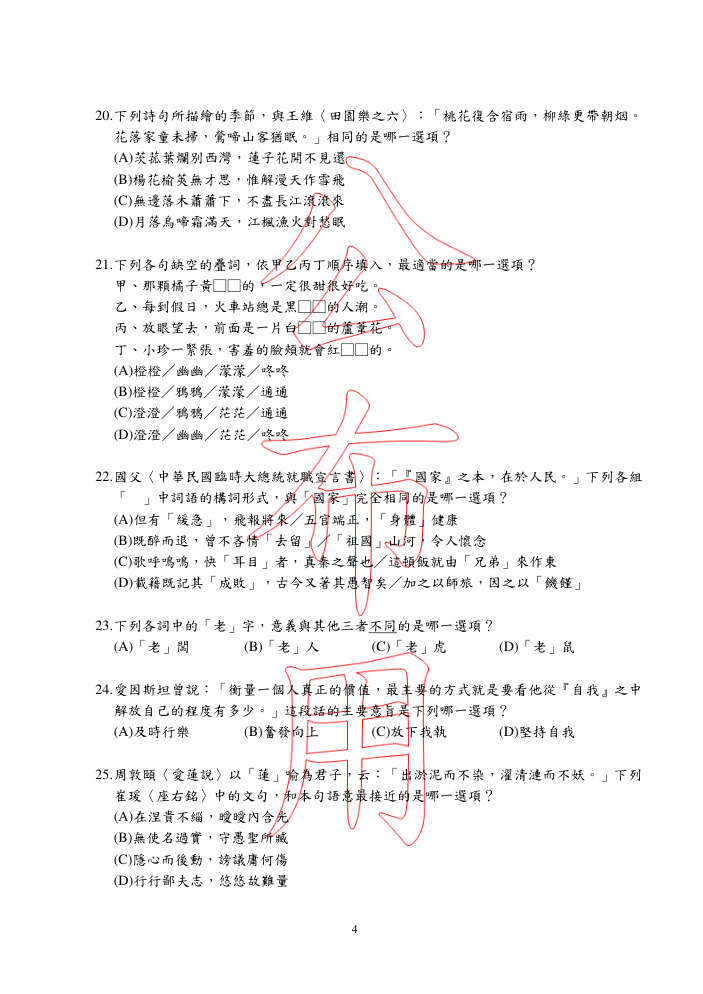 20.下列詩句所描繪的季節，與王維〈田園樂之六〉：「桃花復含宿雨，柳綠更帶朝烟。
花落家童未掃，鶯啼山客猶眠。」相同的是哪一選項？
(A)茨菰葉爛別西灣，蓮子花開不見還
(B)楊花榆莢無才思，惟解漫天作雪飛
(C)無邊落木蕭蕭下，不盡長江滾滾來
(D)月落烏啼霜滿天，江楓漁火對愁眠
21.下列各句缺空的疊詞，依甲乙丙丁順序填入，最適當的是哪一選項？
甲、那顆橘子黃□□的，一定很甜很好吃。
乙、每到假日，火車站總是黑□□的人潮。
丙、放眼望去，前面是一片白□□的蘆葦花。
丁、小珍一緊張，害羞的臉頰就會紅□□的。
(A)橙橙／幽幽／濛濛／咚咚
(B)橙橙／鴉鴉／濛濛／通通
(C)澄澄／鴉鴉／茫茫／通通
(D)澄澄／幽幽／茫茫／咚咚
22.國父〈中華民國臨時大總統就職宣言書〉：「『國家』之本，在於人民。」下列各組
「　」中詞語的構詞形式，與「國家」完全相同的是哪一選項？
(A)但有「緩急」，飛報將來／五官端正，「身體」健康
(B)既醉而退，曾不吝情「去留」／「祖國」山河，令人懷念
(C)歌呼嗚嗚，快「耳目」者，真秦之聲也／這頓飯就由「兄弟」來作東
(D)載籍既記其「成敗」，古今又著其愚智矣／加之以師旅，因之以「饑饉」
23.下列各詞中的「老」字，意義與其他三者不同的是哪一選項？
(A)「老」闆 (B)「老」人 (C)「老」虎 (D)「老」鼠
24.愛因斯坦曾說：「衡量一個人真正的價值，最主要的方式就是要看他從『自我』之中
解放自己的程度有多少。」這段話的主要意旨是下列哪一選項？
(A)及時行樂 (B)奮發向上 (C)放下我執 (D)堅持自我
25.周敦頤〈愛蓮說〉以「蓮」喻為君子，云：「出淤泥而不染，濯清漣而不妖。」下列
崔瑗〈座右銘〉中的文句，和本句語意最接近的是哪一選項？
(A)在涅貴不緇，曖曖內含光
(B)無使名過實，守愚聖所臧
(C)隱心而後動，謗議庸何傷
(D)行行鄙夫志，悠悠故難量
公布用
4